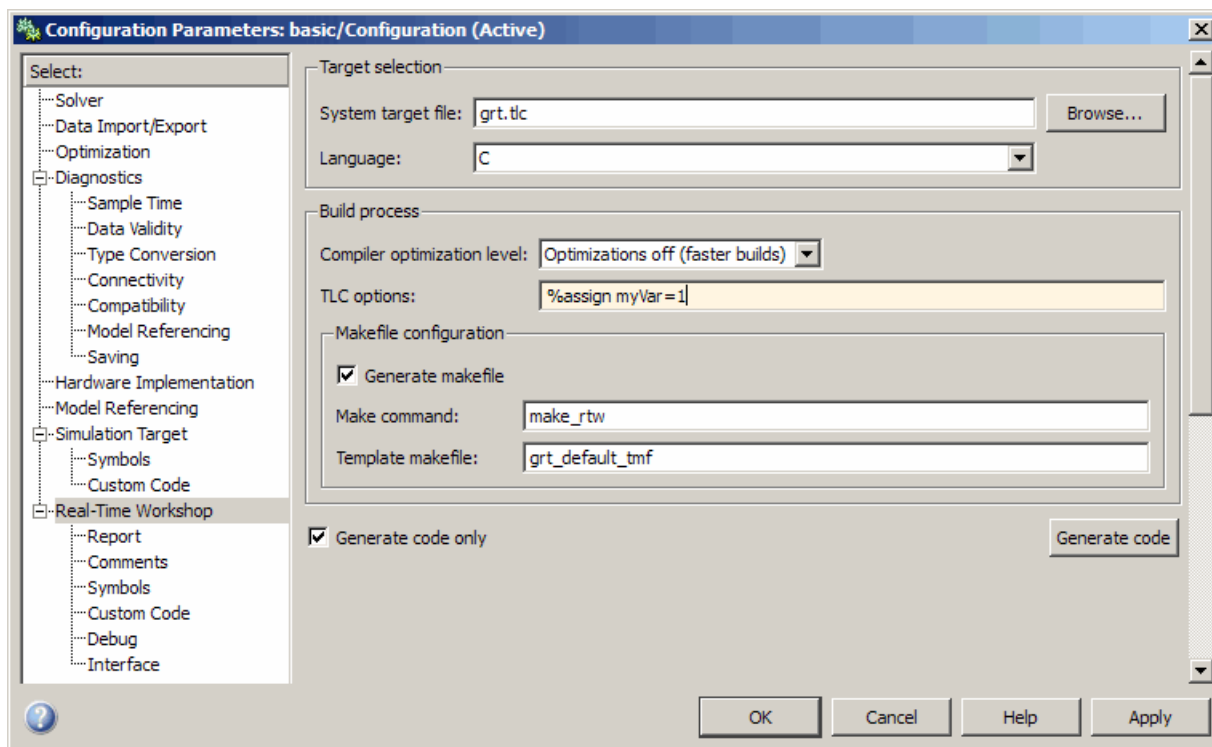 Configuration Parameters: basic/Configuration (Active)
Select:
Solver
Data Import/Export
Optimization
Diagnostics
Sample Time
Data Validity
Type Conversion
Connectivity
Compatibility
Model Referencing
Saving
Hardware Implementation
Model Referencing
Simulation Target
Symbols
Custom Code
Real-Time Workshop
Report
Comments
Symbols
Custom Code
Debug
Interface
Target selection
System target file: grt.tlc Browse...
Language: C
Build process
Compiler optimization level: Optimizations off (faster builds)
TLC options: %assign myVar=1
Makefile configuration
Generate makefile
Make command: make_rtw
Template makefile: grt_default_tmf
Generate code only Generate code
? OK Cancel Help Apply